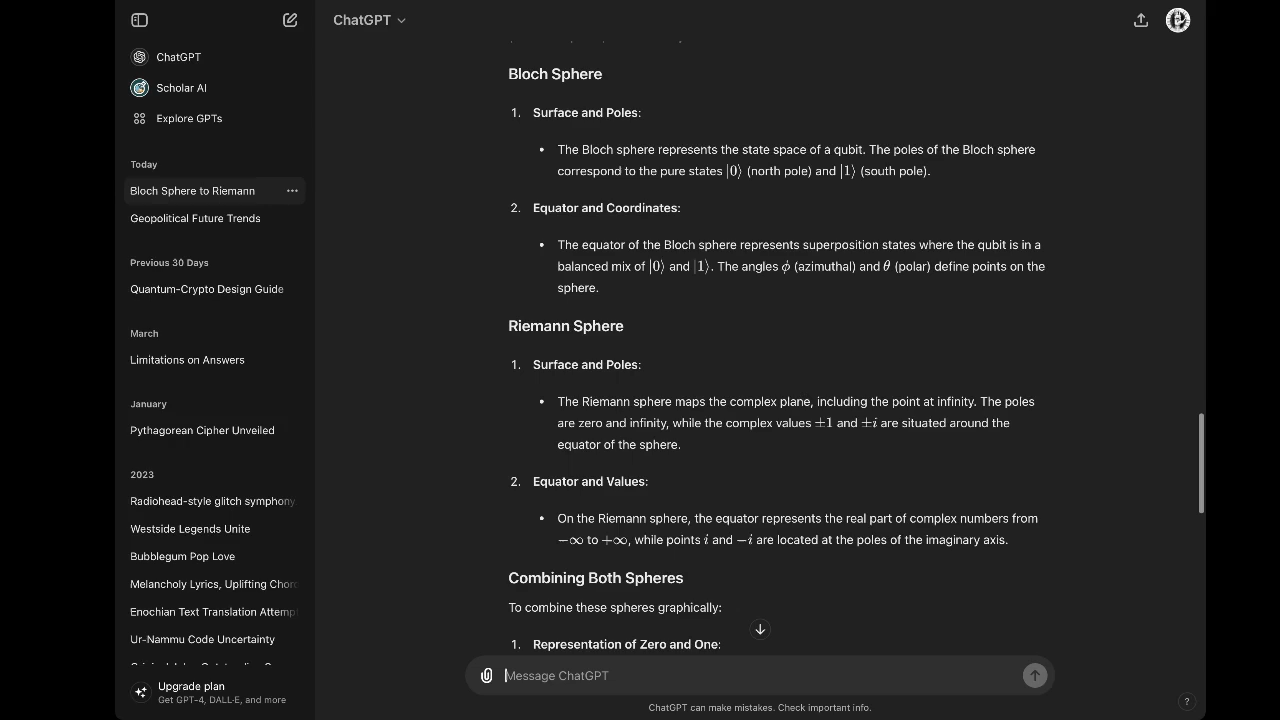 ChatGPT
Scholar AI
Explore GPTs
Today
Bloch Sphere to Riemann
Geopolitical Future Trends
Previous 30 Days
Quantum-Crypto Design Guide
March
Limitations on Answers
January
Pythagorean Cipher Unveiled
2023
Radiohead-style glitch symphony
Westside Legends Unite
Bubblegum Pop Love
Melancholy Lyrics, Uplifting Chor
Enochian Text Translation Attemp
Ur-Nammu Code Uncertainty
Upgrade plan
Get GPT-4, DALL·E, and more
ChatGPT
Bloch Sphere
1. Surface and Poles:
• The Bloch sphere represents the state space of a qubit. The poles of the Bloch sphere
correspond to the pure states |0⟩ (north pole) and |1⟩ (south pole).
2. Equator and Coordinates:
• The equator of the Bloch sphere represents superposition states where the qubit is in a
balanced mix of |0⟩ and |1⟩. The angles ϕ (azimuthal) and θ (polar) define points on the
sphere.
Riemann Sphere
1. Surface and Poles:
• The Riemann sphere maps the complex plane, including the point at infinity. The poles
are zero and infinity, while the complex values ±1 and ±i are situated around the
equator of the sphere.
2. Equator and Values:
• On the Riemann sphere, the equator represents the real part of complex numbers from
−∞ to +∞, while points i and −i are located at the poles of the imaginary axis.
Combining Both Spheres
To combine these spheres graphically:
1. Representation of Zero and One:
Message ChatGPT
ChatGPT can make mistakes. Check important info.
?